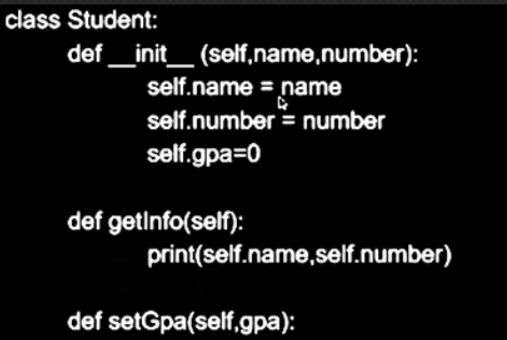 class Student:
def __init__ (self,name,number):
self.name = name
self.number = number
self.gpa=0
def getInfo(self):
print(self.name,self.number)
def setGpa(self,gpa):